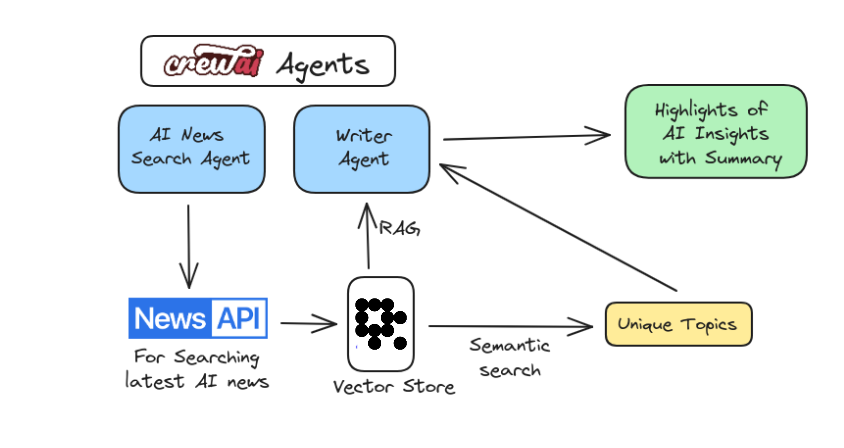 crewai Agents
AI News
Search Agent
Writer
Agent
Highlights of
AI Insights
with Summary
RAG
News API
For Searching
latest AI news
Vector Store
Semantic
search
Unique Topics